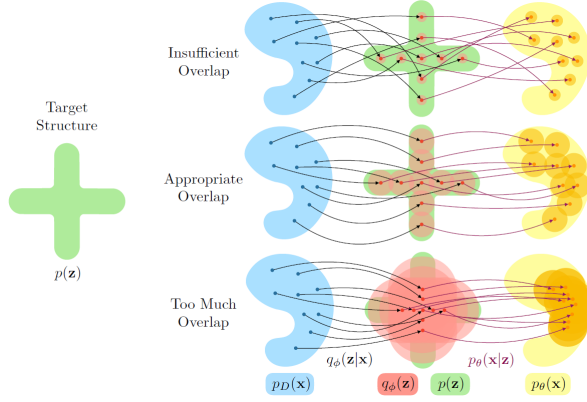 Insufficient
Overlap
Target
Structure
p(z)
Appropriate
Overlap
Too Much
Overlap
qϕ(z|x)
pθ(x|z)
pD(x)
qϕ(z)
p(z)
pθ(x)